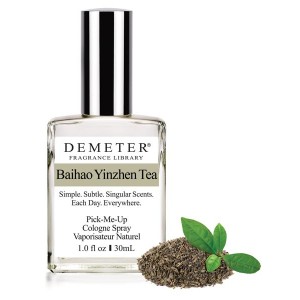 DEMETER®
FRAGRANCE LIBRARY
Baihao Yinzhen Tea
Simple. Subtle. Singular Scents.
Each Day. Everywhere.
Pick-Me-Up
Cologne Spray
Vaporisateur Naturel
1.0 fl oz | 30mL